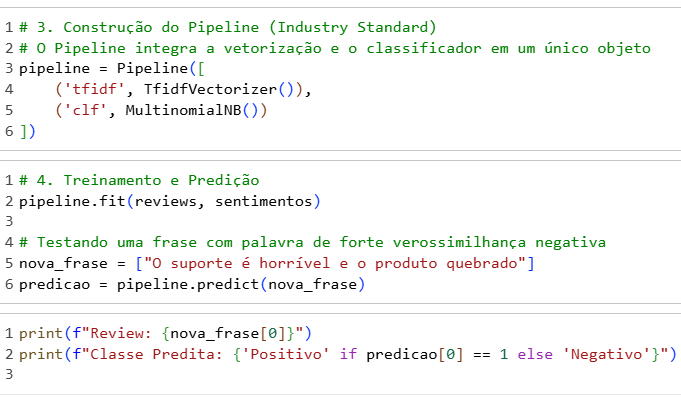 1 # 3. Construção do Pipeline (Industry Standard)
2 # O Pipeline integra a vetorização e o classificador em um único objeto
3 pipeline = Pipeline([
4     ('tfidf', TfidfVectorizer()),
5     ('clf', MultinomialNB())
6 ])
1 # 4. Treinamento e Predição
2 pipeline.fit(reviews, sentimentos)
3
4 # Testando uma frase com palavra de forte verossimilhança negativa
5 nova_frase = ["O suporte é horrível e o produto quebrado"]
6 predicao = pipeline.predict(nova_frase)
1 print(f"Review: {nova_frase[0]}")
2 print(f"Classe Predita: {'Positivo' if predicao[0] == 1 else 'Negativo'}")
3